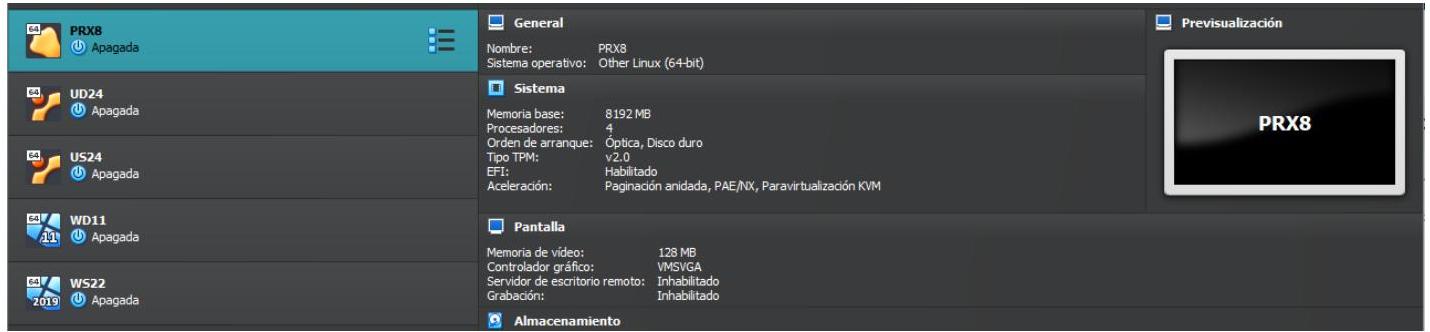 64
PRX8
Apagada
64
UD24
Apagada
64
US24
Apagada
64
11
WD11
Apagada
64
2019
WS22
Apagada
General
Nombre: PRX8
Sistema operativo: Other Linux (64-bit)
Sistema
Memoria base: 8192 MB
Procesadores: 4
Orden de arranque: Óptica, Disco duro
Tipo TPM: v2.0
EFI: Habilitado
Aceleración: Paginación anidada, PAE/NX, Paravirtualización KVM
Pantalla
Memoria de vídeo: 128 MB
Controlador gráfico: VMSVGA
Servidor de escritorio remoto: Inhabilitado
Grabación: Inhabilitado
Almacenamiento
Previsualización
PRX8